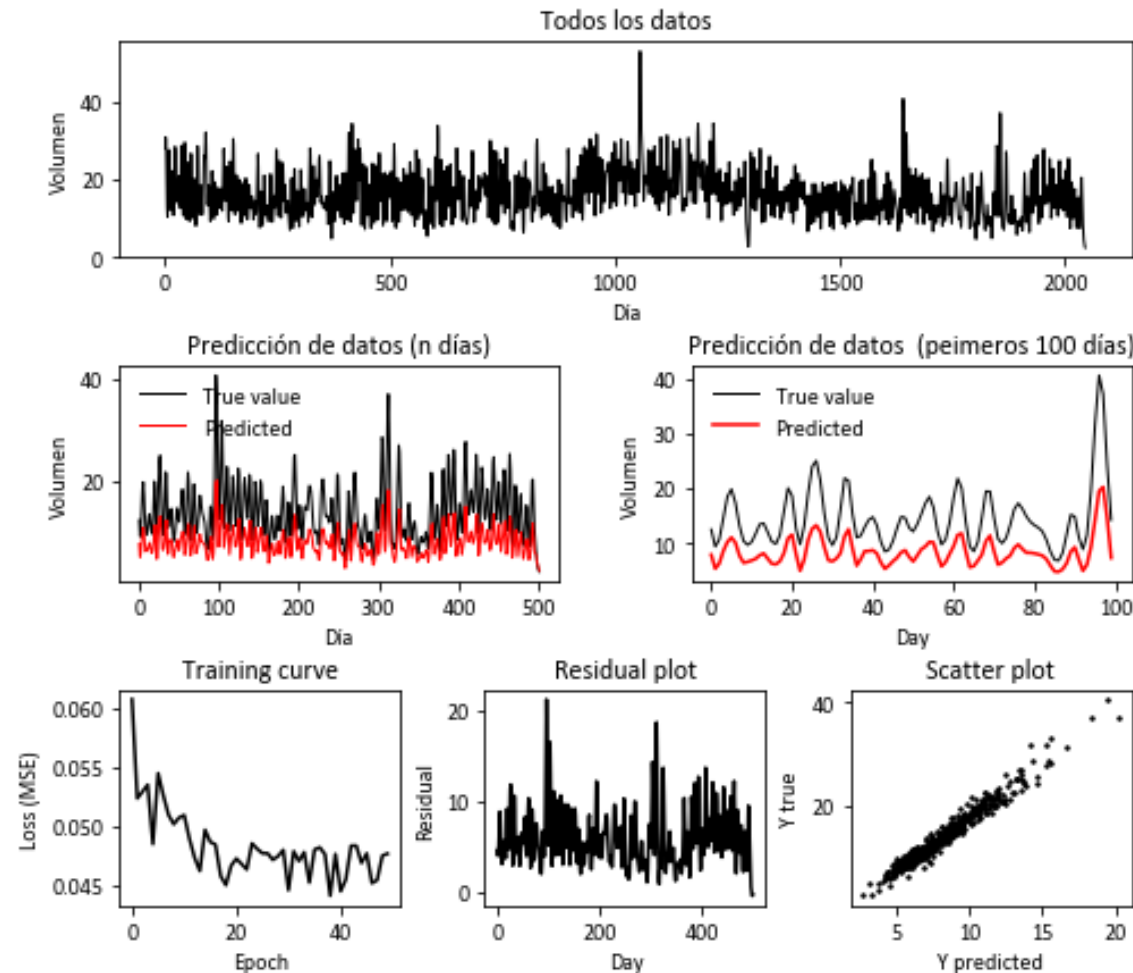 Todos los datos
Volumen
40
20
0
0 500 1000 1500 2000
Día
Predicción de datos (n días)
Volumen
40
20
True value
Predicted
0 100 200 300 400 500
Día
Predicción de datos (peimeros 100 días)
Volumen
40
30
20
10
True value
Predicted
0 20 40 60 80 100
Day
Training curve
Loss (MSE)
0.060
0.055
0.050
0.045
0 20 40
Epoch
Residual plot
Residual
20
10
0
0 200 400
Day
Scatter plot
Y true
40
20
5 10 15 20
Y predicted